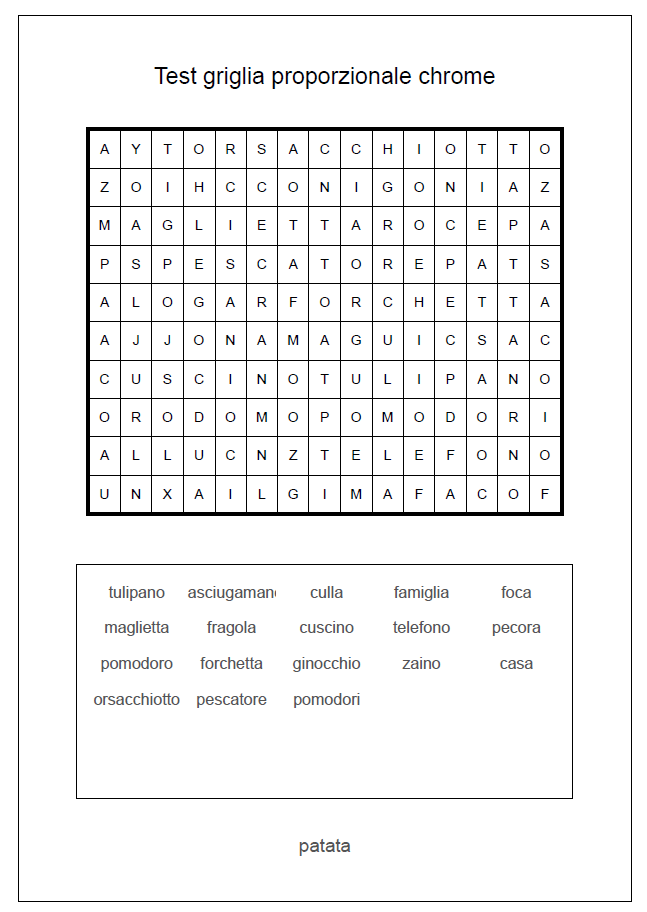 Test griglia proporzionale chrome
A Y T O R S A C C H I O T T O
Z O I H C C O N I G O N I A Z
M A G L I E T T A R O C E P A
P S P E S C A T O R E P A T S
A L O G A R F O R C H E T T A
A J J O N A M A G U I C S A C
C U S C I N O T U L I P A N O
O R O D O M O P O M O D O R I
A L L U C N Z T E L E F O N O
U N X A I L G I M A F A C O F
tulipano asciugaman culla famiglia foca
maglietta fragola cuscino telefono pecora
pomodoro forchetta ginocchio zaino casa
orsacchiotto pescatore pomodori
patata